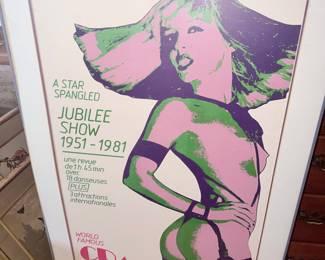 A STAR
SPANGLED
JUBILEE
SHOW
1951-1981
une revue
de 1 h. 45 min
avec
18 danseuses
PLUS
3 attractions
internationales
WORLD
FAMOUS